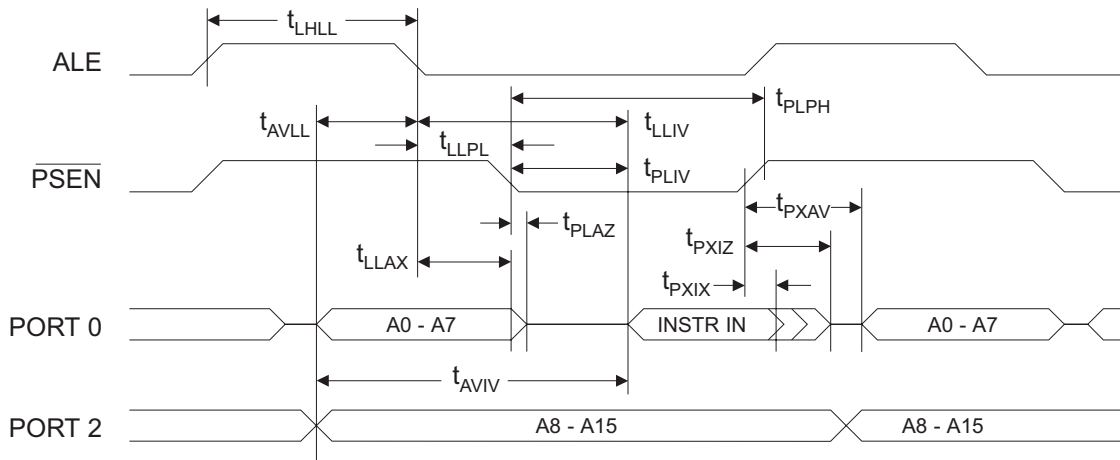 tLHLL
ALE
tPLPH
tAVLL
tLLIV
tLLPL
PSEN
tPLIV
tPXAV
tPLAZ
tPXIZ
tLLAX
tPXIX
PORT 0 A0 - A7 INSTR IN A0 - A7
tAVIV
PORT 2 A8 - A15 A8 - A15